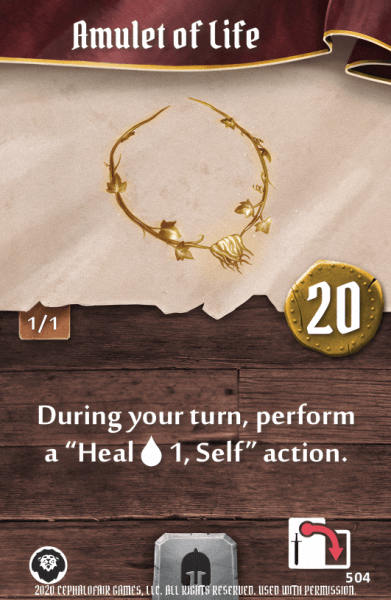 Amulet of Life
1/1
20
During your turn, perform
a “Heal 1, Self” action.
504
2020 CEPHALOFAIR GAMES, LLC. ALL RIGHTS RESERVED. USED WITH PERMISSION.